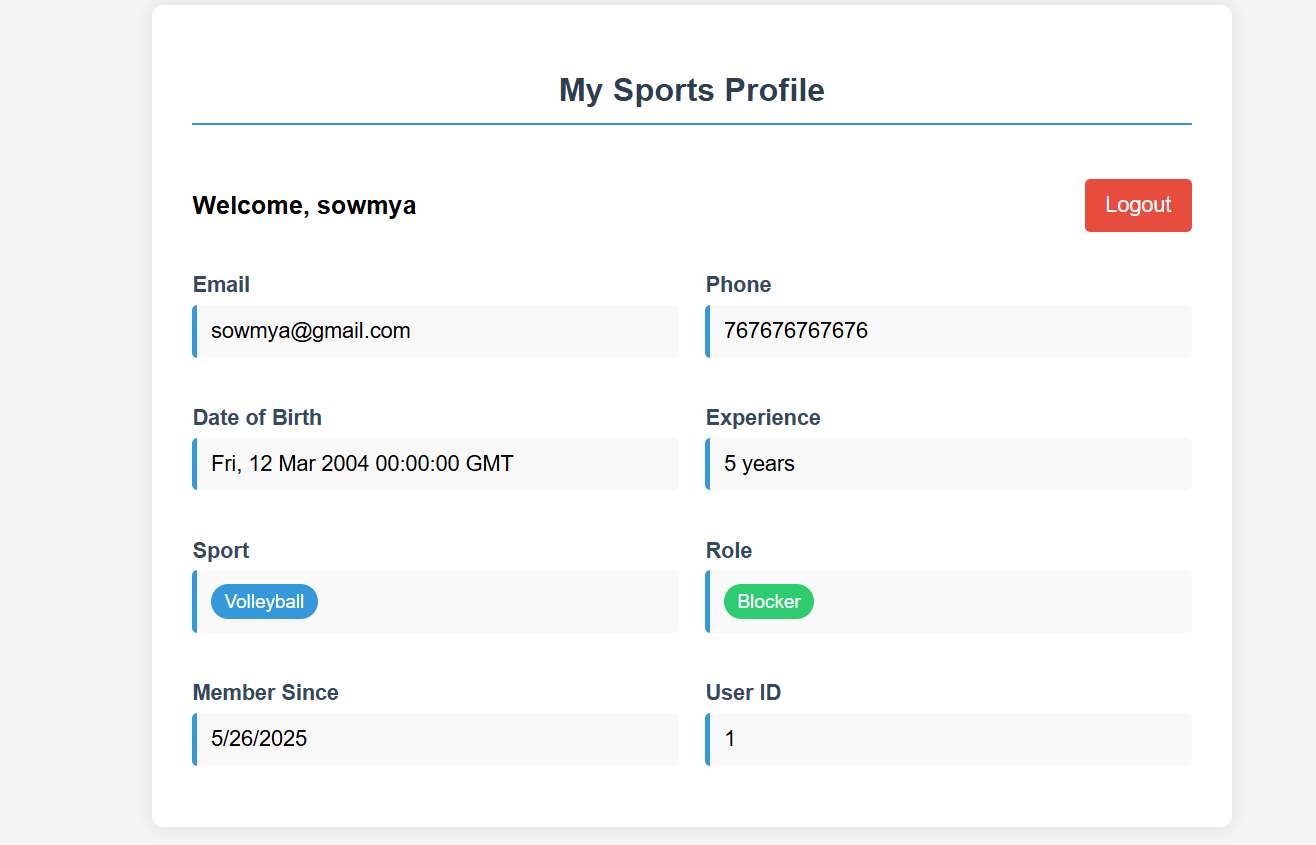 My Sports Profile
Welcome, sowmya
Logout
Email
Phone
sowmya@gmail.com
767676767676
Date of Birth
Experience
Fri, 12 Mar 2004 00:00:00 GMT
5 years
Sport
Role
Volleyball
Blocker
Member Since
User ID
5/26/2025
1